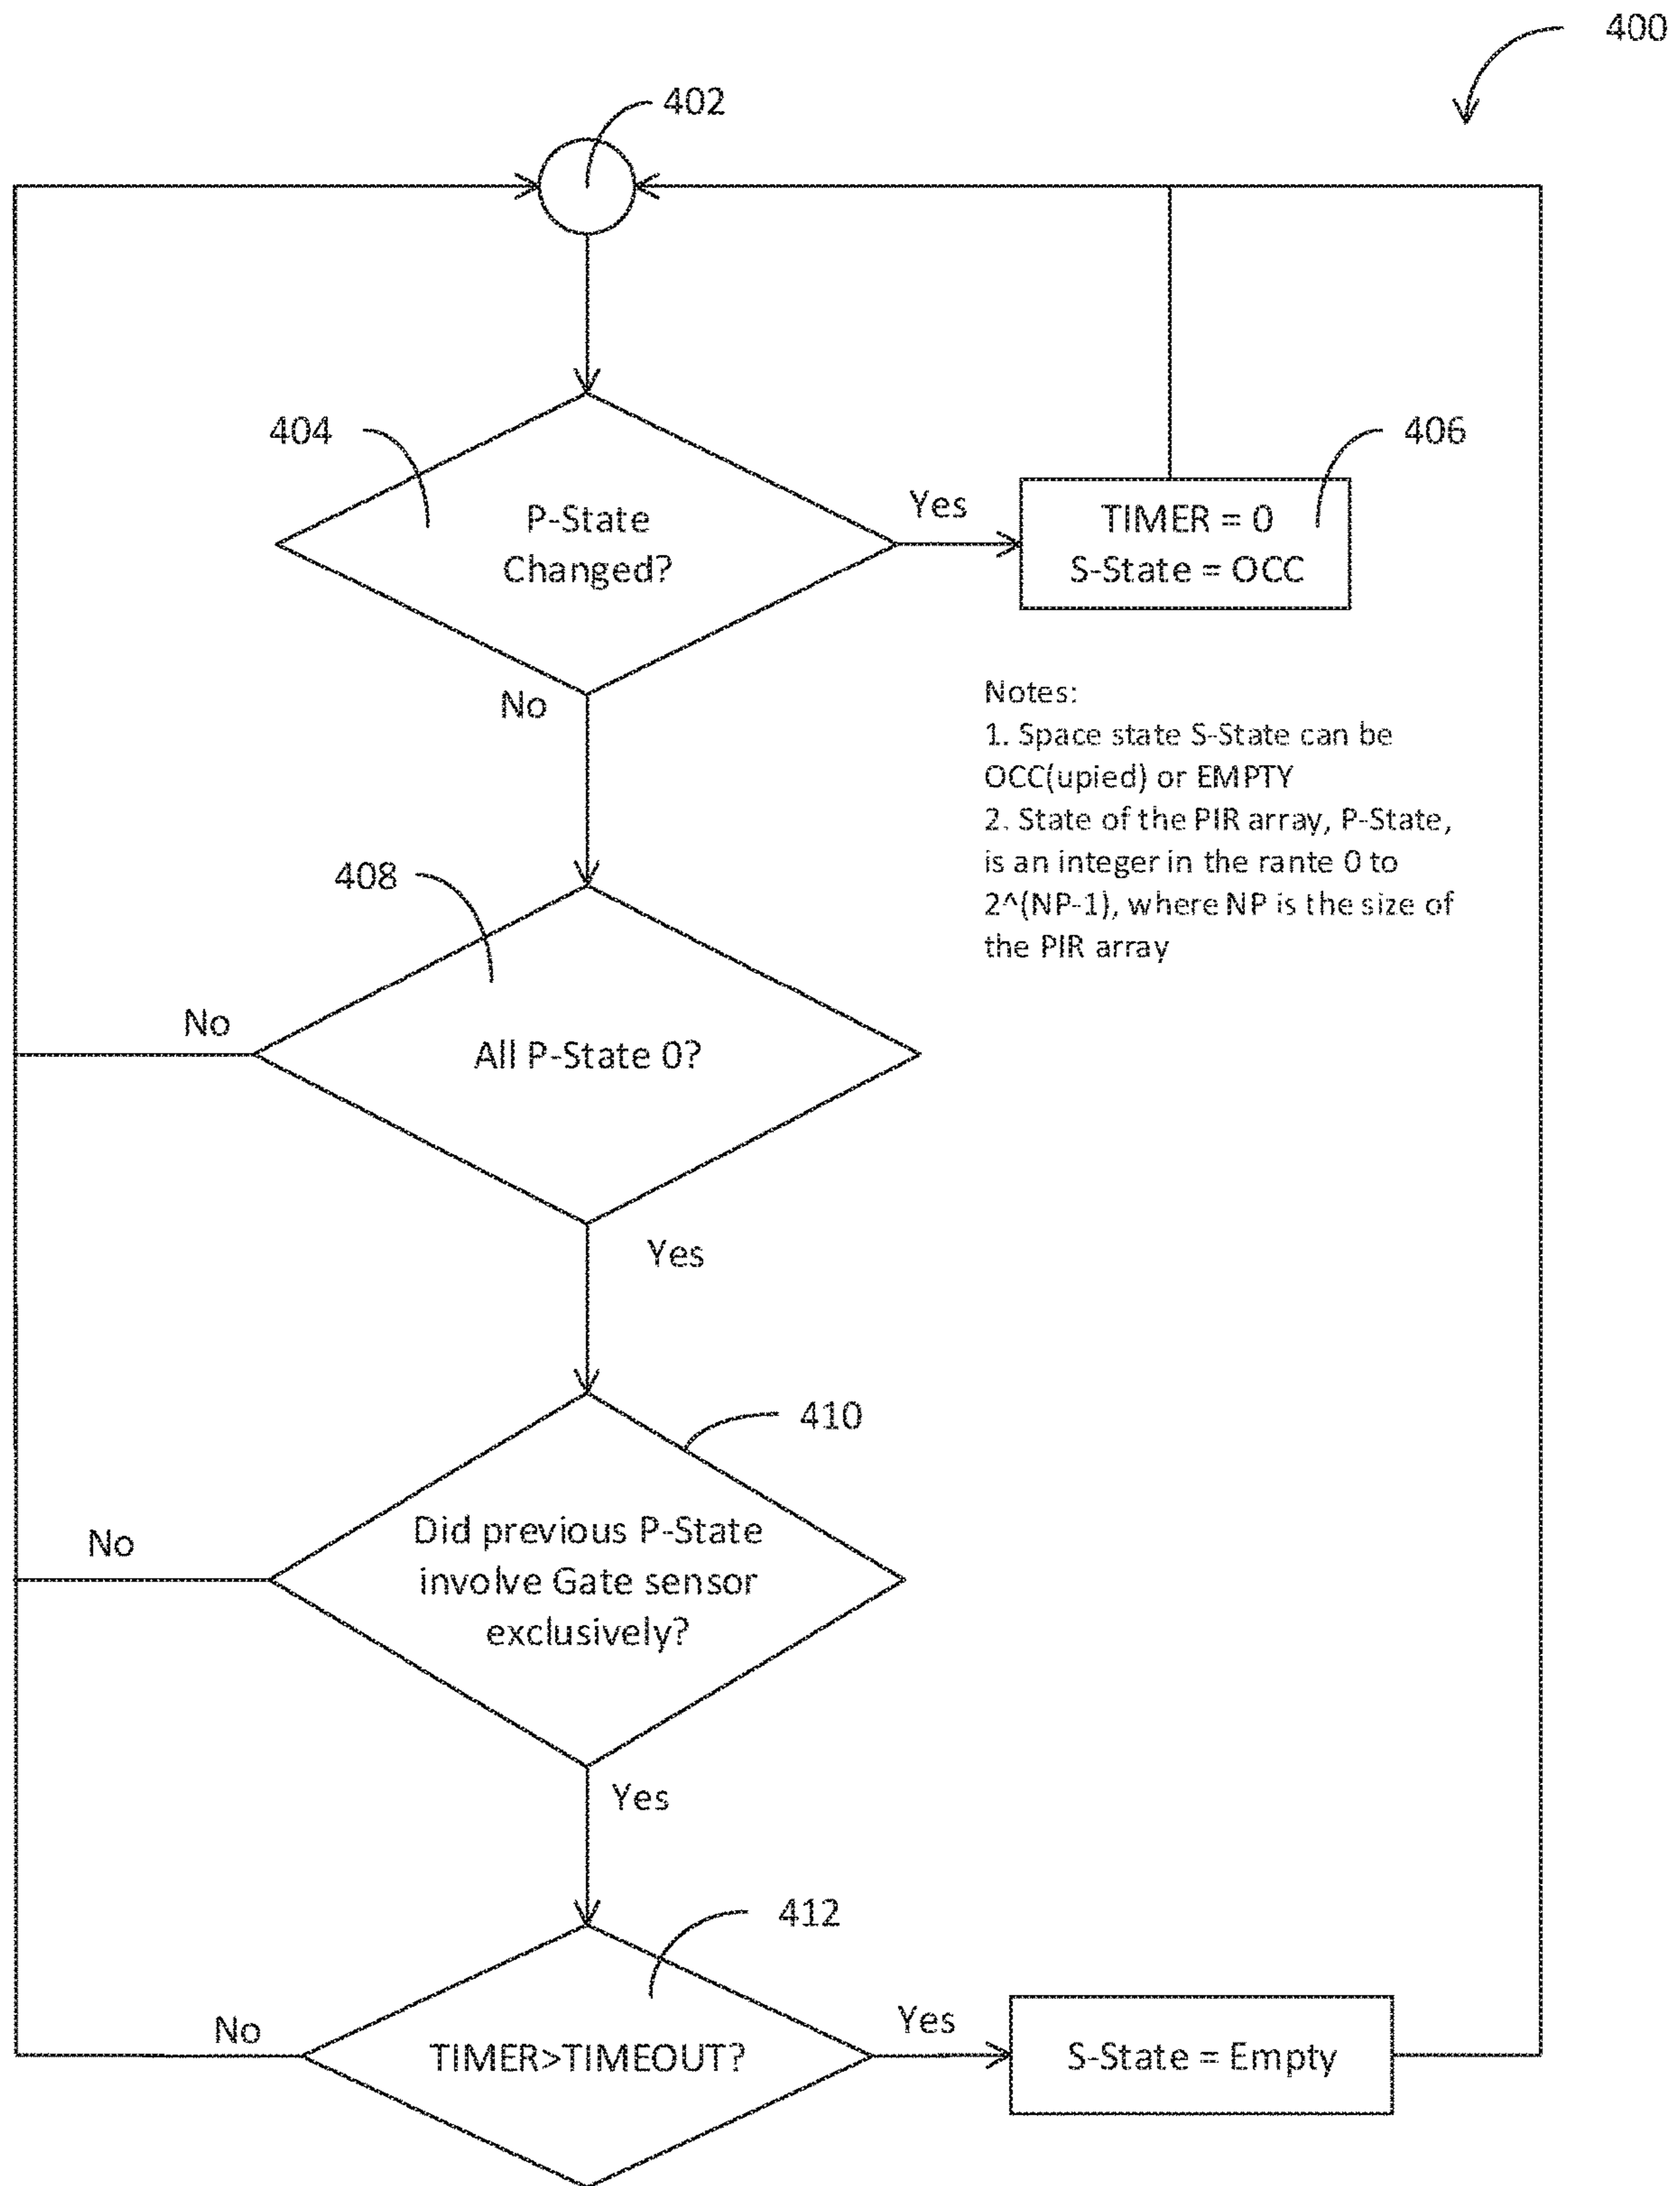 400
402
404
P-State
Changed?
Yes
406
TIMER = 0
S-State = OCC
No
Notes:
1. Space state S-State can be
OCC(upied) or EMPTY
2. State of the PIR array, P-State,
is an integer in the rante 0 to
2^(NP-1), where NP is the size of
the PIR array
408
No
All P-State 0?
Yes
410
No
Did previous P-State
involve Gate sensor
exclusively?
Yes
412
No
TIMER>TIMEOUT?
Yes
S-State = Empty